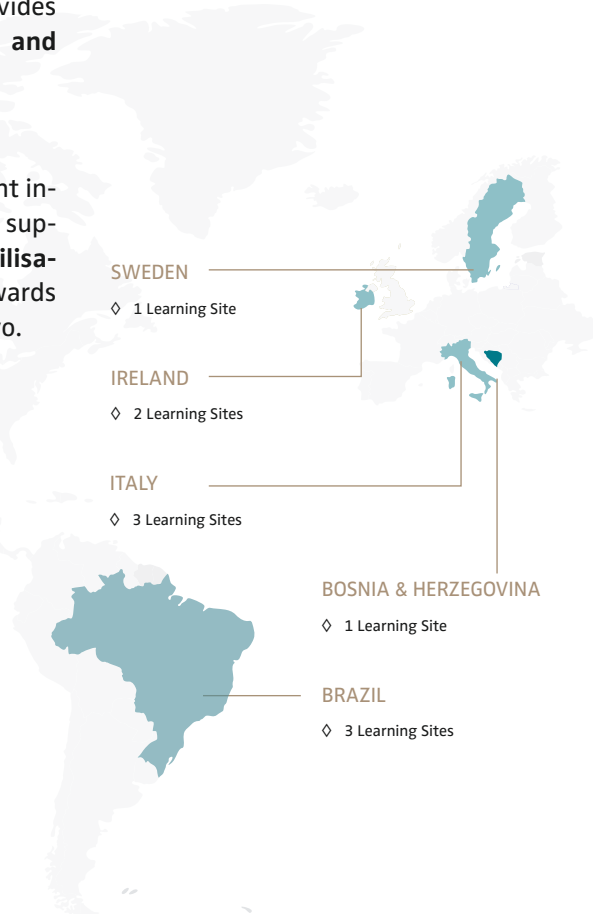 and
nt in-
sup-
ilisa-
wards
SWEDEN
◊ 1 Learning Site
IRELAND
◊ 2 Learning Sites
ITALY
◊ 3 Learning Sites
BOSNIA & HERZEGOVINA
◊ 1 Learning Site
BRAZIL
◊ 3 Learning Sites